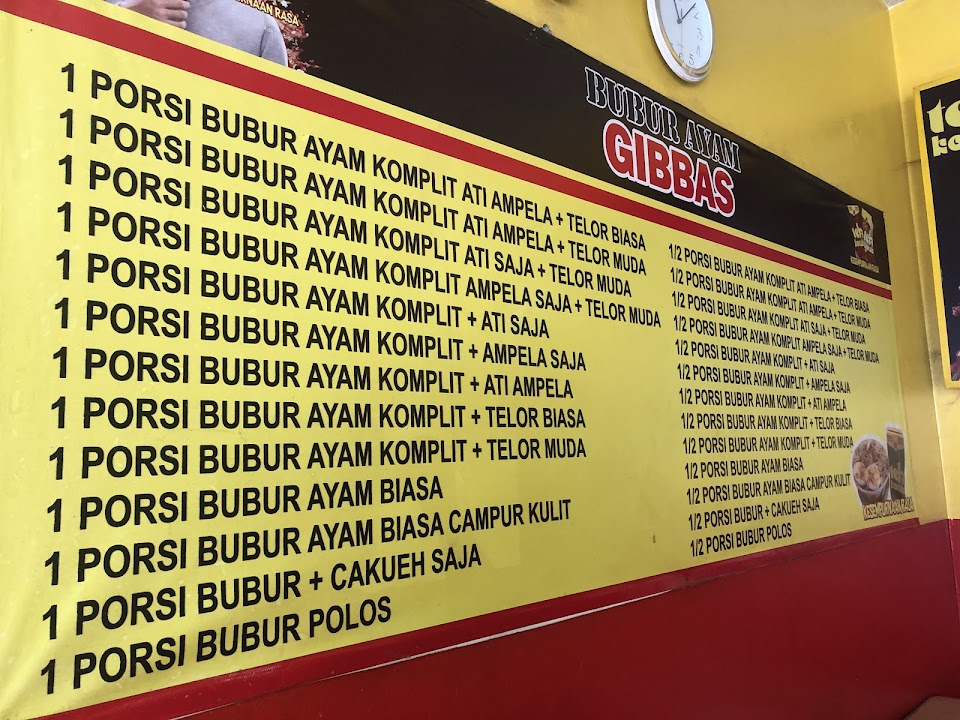 RNAAN RASA
BUBUR AYAM
GIBBAS
1 PORSI BUBUR AYAM KOMPLIT ATI AMPELA + TELOR BIASA
1 PORSI BUBUR AYAM KOMPLIT ATI AMPELA + TELOR MUDA
1 PORSI BUBUR AYAM KOMPLIT ATI SAJA + TELOR MUDA
1 PORSI BUBUR AYAM KOMPLIT AMPELA SAJA + TELOR MUDA
1 PORSI BUBUR AYAM KOMPLIT + ATI SAJA
1 PORSI BUBUR AYAM KOMPLIT + AMPELA SAJA
1 PORSI BUBUR AYAM KOMPLIT + ATI AMPELA
1 PORSI BUBUR AYAM KOMPLIT + TELOR BIASA
1 PORSI BUBUR AYAM KOMPLIT + TELOR MUDA
1 PORSI BUBUR AYAM BIASA
1 PORSI BUBUR AYAM BIASA CAMPUR KULIT
1 PORSI BUBUR + CAKUEH SAJA
1 PORSI BUBUR POLOS
1/2 PORSI BUBUR AYAM KOMPLIT ATI AMPELA + TELOR BIASA
1/2 PORSI BUBUR AYAM KOMPLIT ATI AMPELA + TELOR MUDA
1/2 PORSI BUBUR AYAM KOMPLIT ATI SAJA + TELOR MUDA
1/2 PORSI BUBUR AYAM KOMPLIT AMPELA SAJA + TELOR MUDA
1/2 PORSI BUBUR AYAM KOMPLIT + ATI SAJA
1/2 PORSI BUBUR AYAM KOMPLIT + AMPELA SAJA
1/2 PORSI BUBUR AYAM KOMPLIT + ATI AMPELA
1/2 PORSI BUBUR AYAM KOMPLIT + TELOR BIASA
1/2 PORSI BUBUR AYAM KOMPLIT + TELOR MUDA
1/2 PORSI BUBUR AYAM BIASA
1/2 PORSI BUBUR AYAM BIASA CAMPUR KULIT
1/2 PORSI BUBUR + CAKUEH SAJA
1/2 PORSI BUBUR POLOS
KESEMPURNAAN RASA